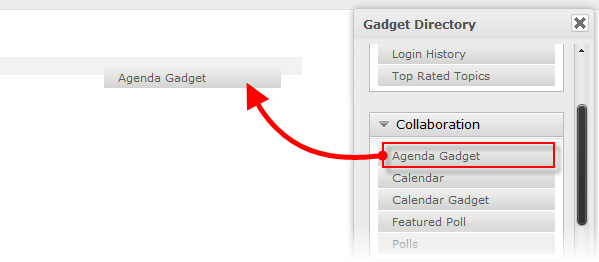 Gadget Directory
Login History
Top Rated Topics
Agenda Gadget
Collaboration
Agenda Gadget
Calendar
Calendar Gadget
Featured Poll
Polls